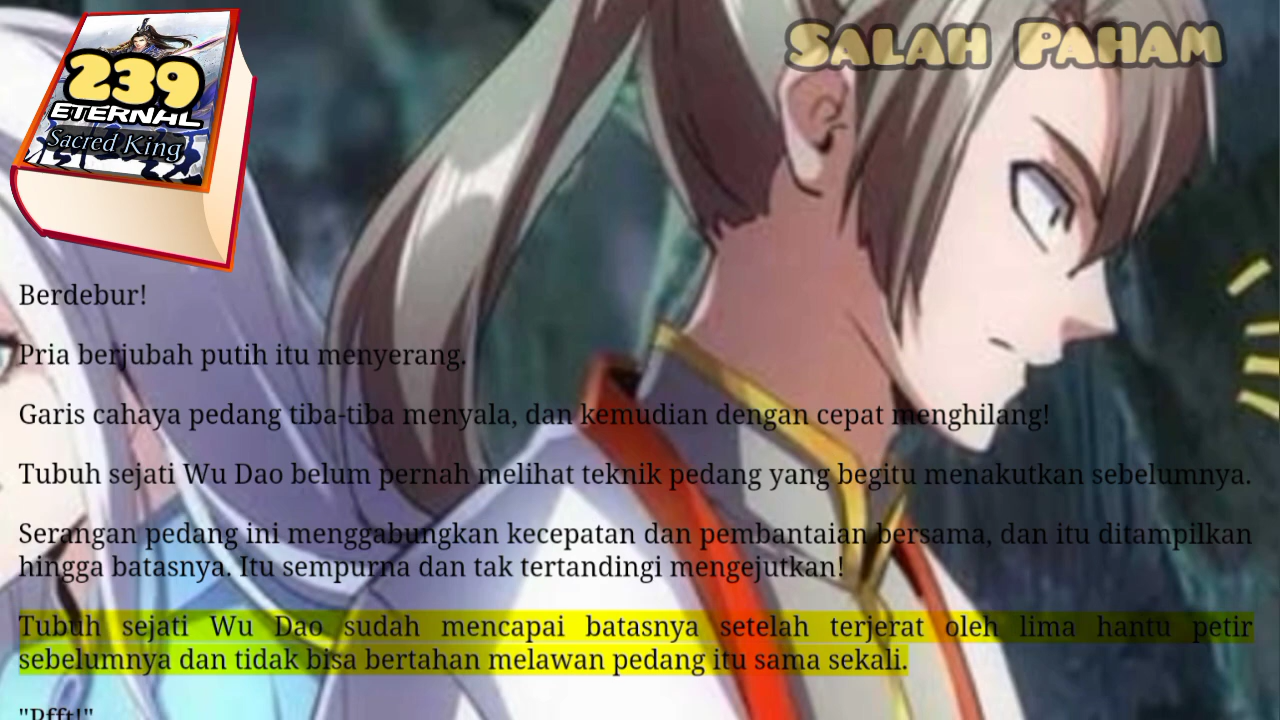 SALAH PAHAM
239
ETERNAL
Sacred King
Berdebur!
Pria berjubah putih itu menyerang.
Garis cahaya pedang tiba-tiba menyala, dan kemudian dengan cepat menghilang!
Tubuh sejati Wu Dao belum pernah melihat teknik pedang yang begitu menakutkan sebelumnya.
Serangan pedang ini menggabungkan kecepatan dan pembantaian bersama, dan itu ditampilkan
hingga batasnya. Itu sempurna dan tak tertandingi mengejutkan!
Tubuh sejati Wu Dao sudah mencapai batasnya setelah terjerat oleh lima hantu petir
sebelumnya dan tidak bisa bertahan melawan pedang itu sama sekali.
"Pfft!"